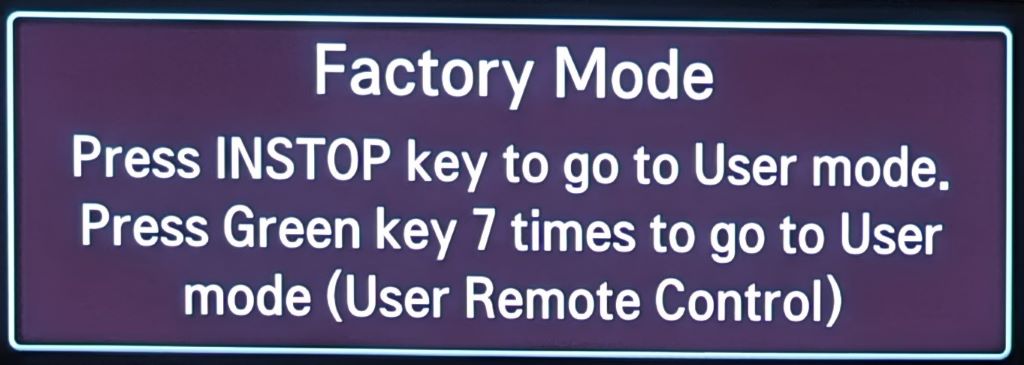 Factory Mode
Press INSTOP key to go to User mode.
Press Green key 7 times to go to User
mode (User Remote Control)